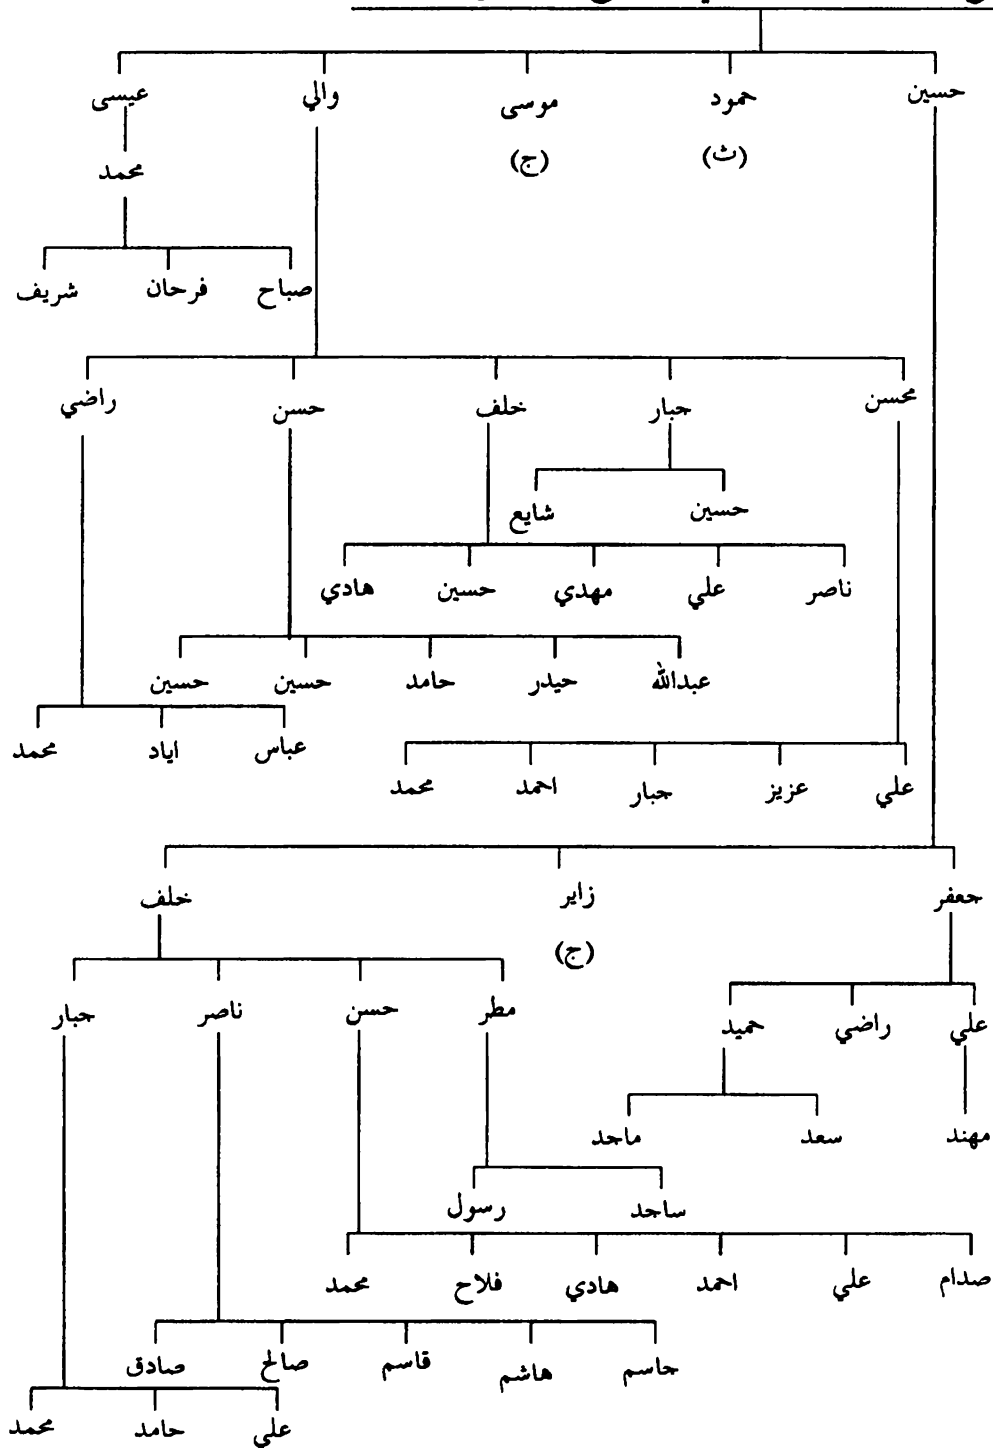 حسين حمود موسى والي عيسى
(ث) (ج)
محمد
صباح فرحان شريف
محسن جبار خلف حسن راضي
حسين شايع
ناصر علي مهدي حسين هادي
عبدالله حيدر حامد حسين حسين
عباس اياد محمد
علي عزيز جبار احمد محمد
جعفر زاير خلف
(ج)
مطر حسن ناصر جبار
علي راضي حميد
مهند سعد ماجد
ساجد رسول
صدام علي احمد هادي فلاح محمد
جاسم هاشم قاسم صالح صادق
علي حامد محمد